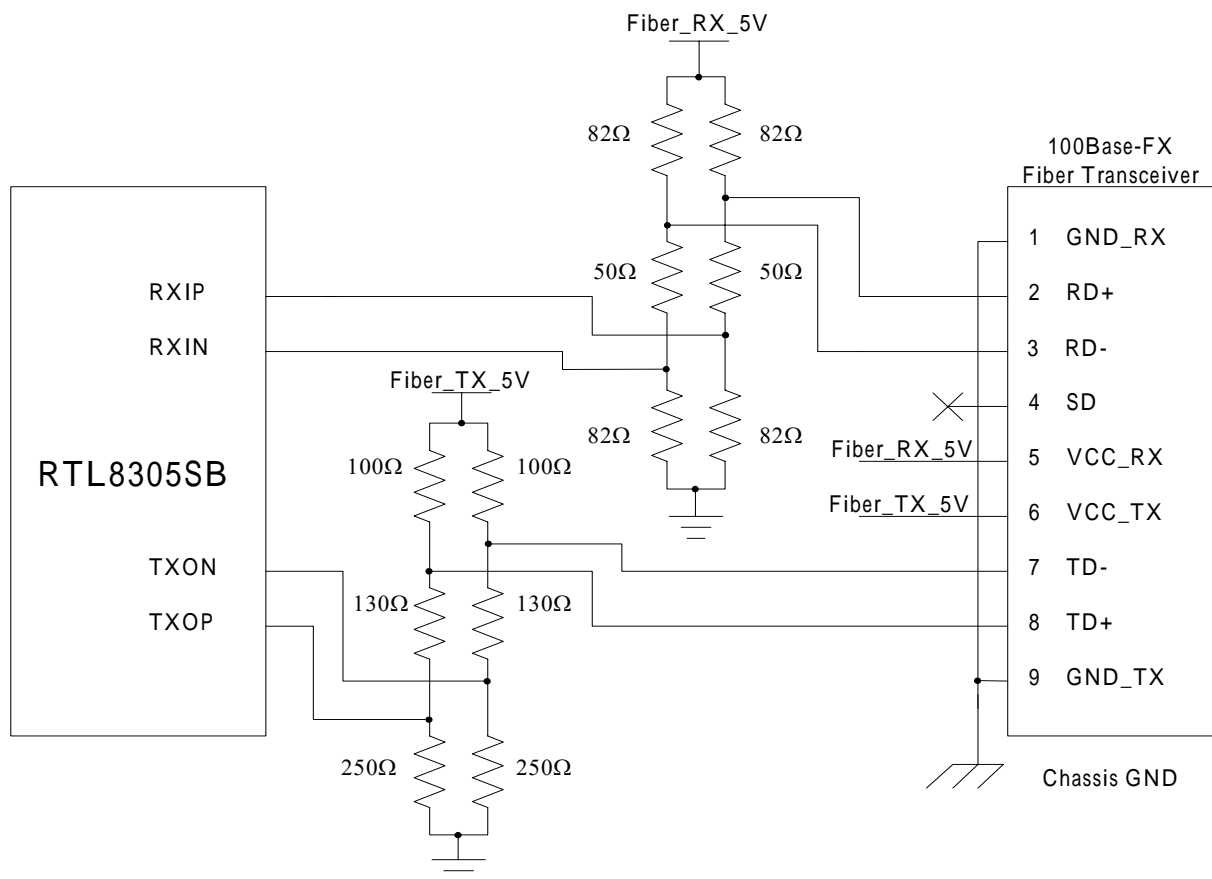 Fiber_RX_5V
82Ω 82Ω
100Base-FX
Fiber Transceiver
1 GND_RX
50Ω 50Ω
RXIP
2 RD+
RXIN
3 RD-
Fiber_TX_5V
4 SD
82Ω 82Ω
100Ω 100Ω
Fiber_RX_5V
5 VCC_RX
RTL8305SB
Fiber_TX_5V
6 VCC_TX
TXON
7 TD-
130Ω 130Ω
TXOP
8 TD+
9 GND_TX
250Ω 250Ω
Chassis GND